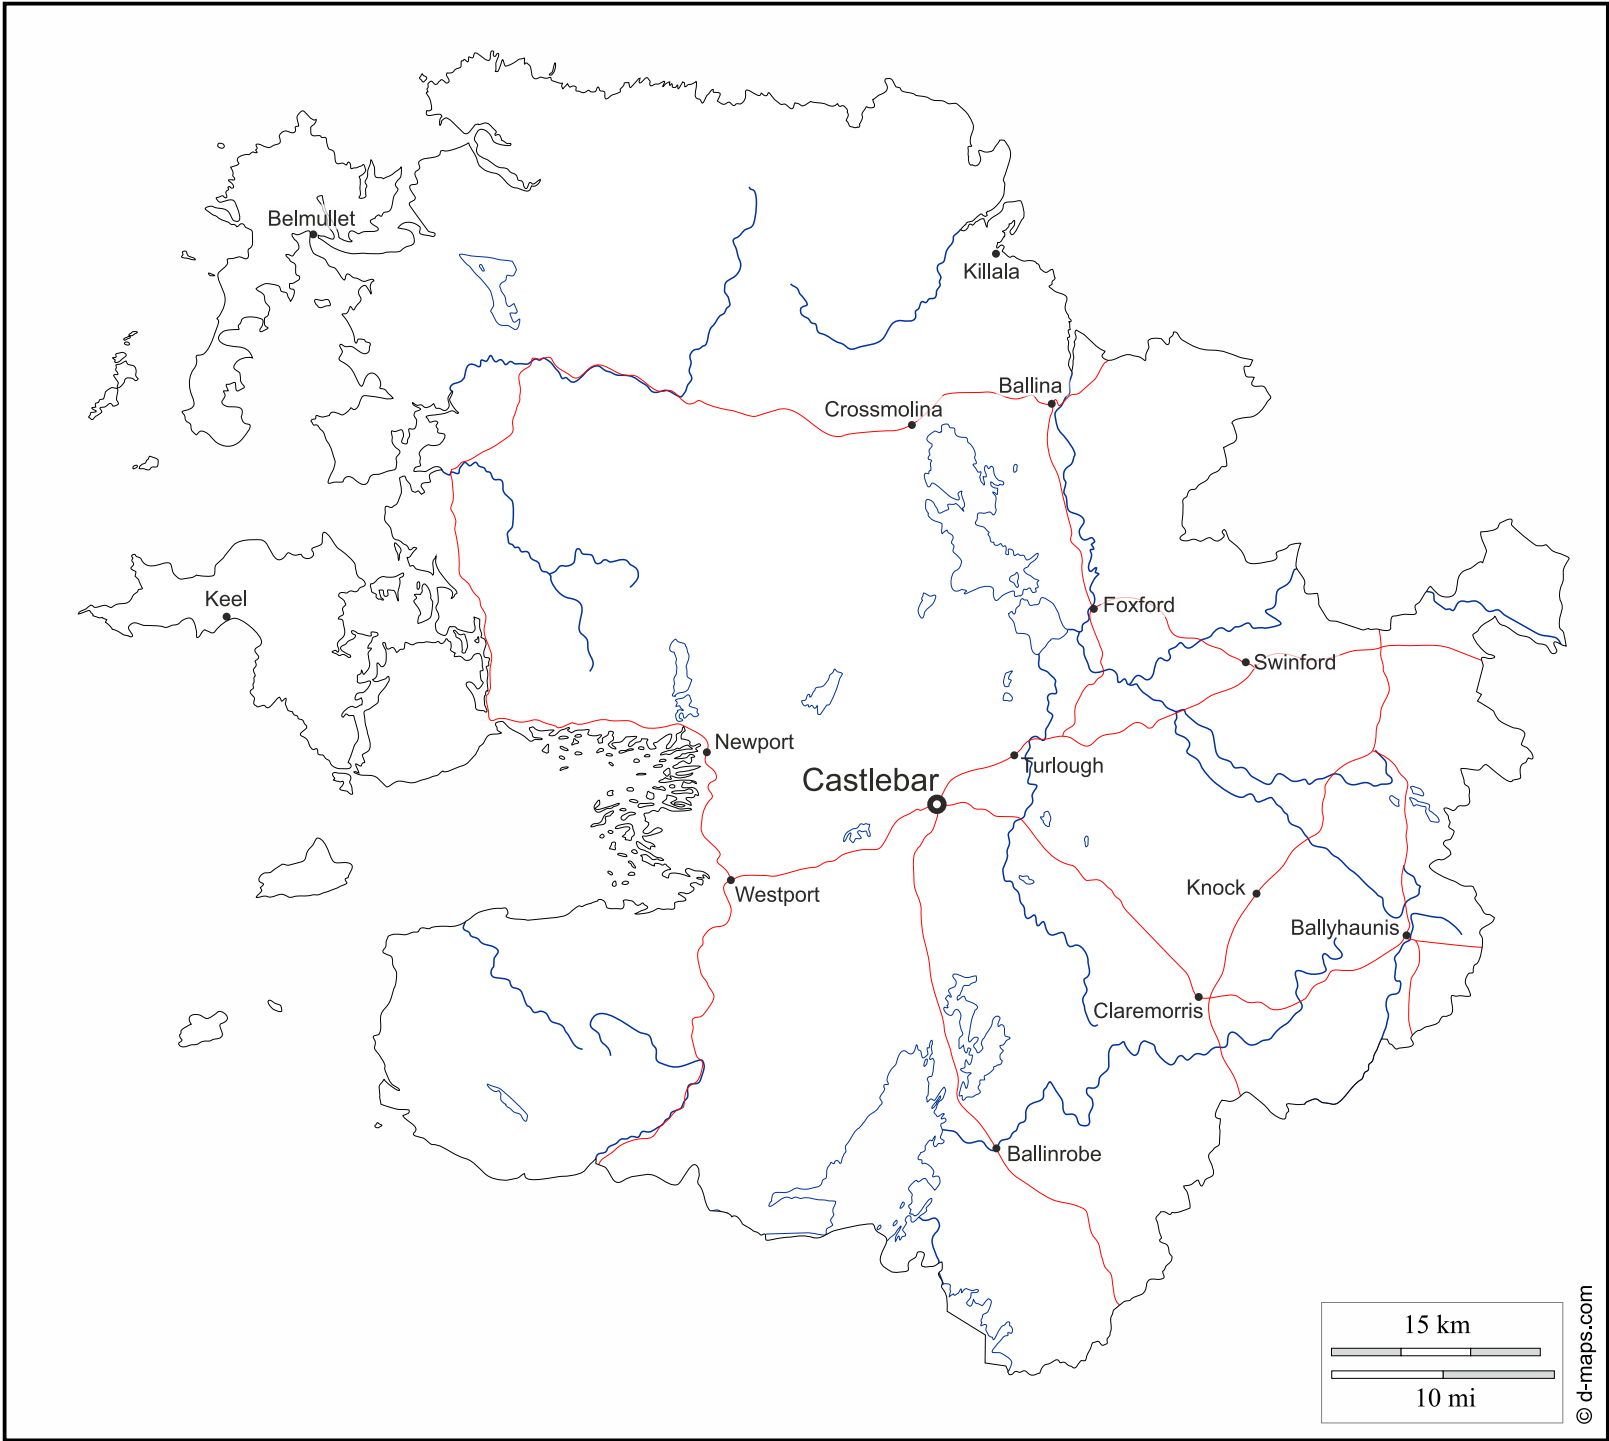 Belmullet
Killala
Ballina
Crossmolina
Keel
Foxford
Swinford
Newport
Turlough
Castlebar
Westport
Knock
Ballyhaunis
Claremorris
Ballinrobe
15 km
10 mi
© d-maps.com